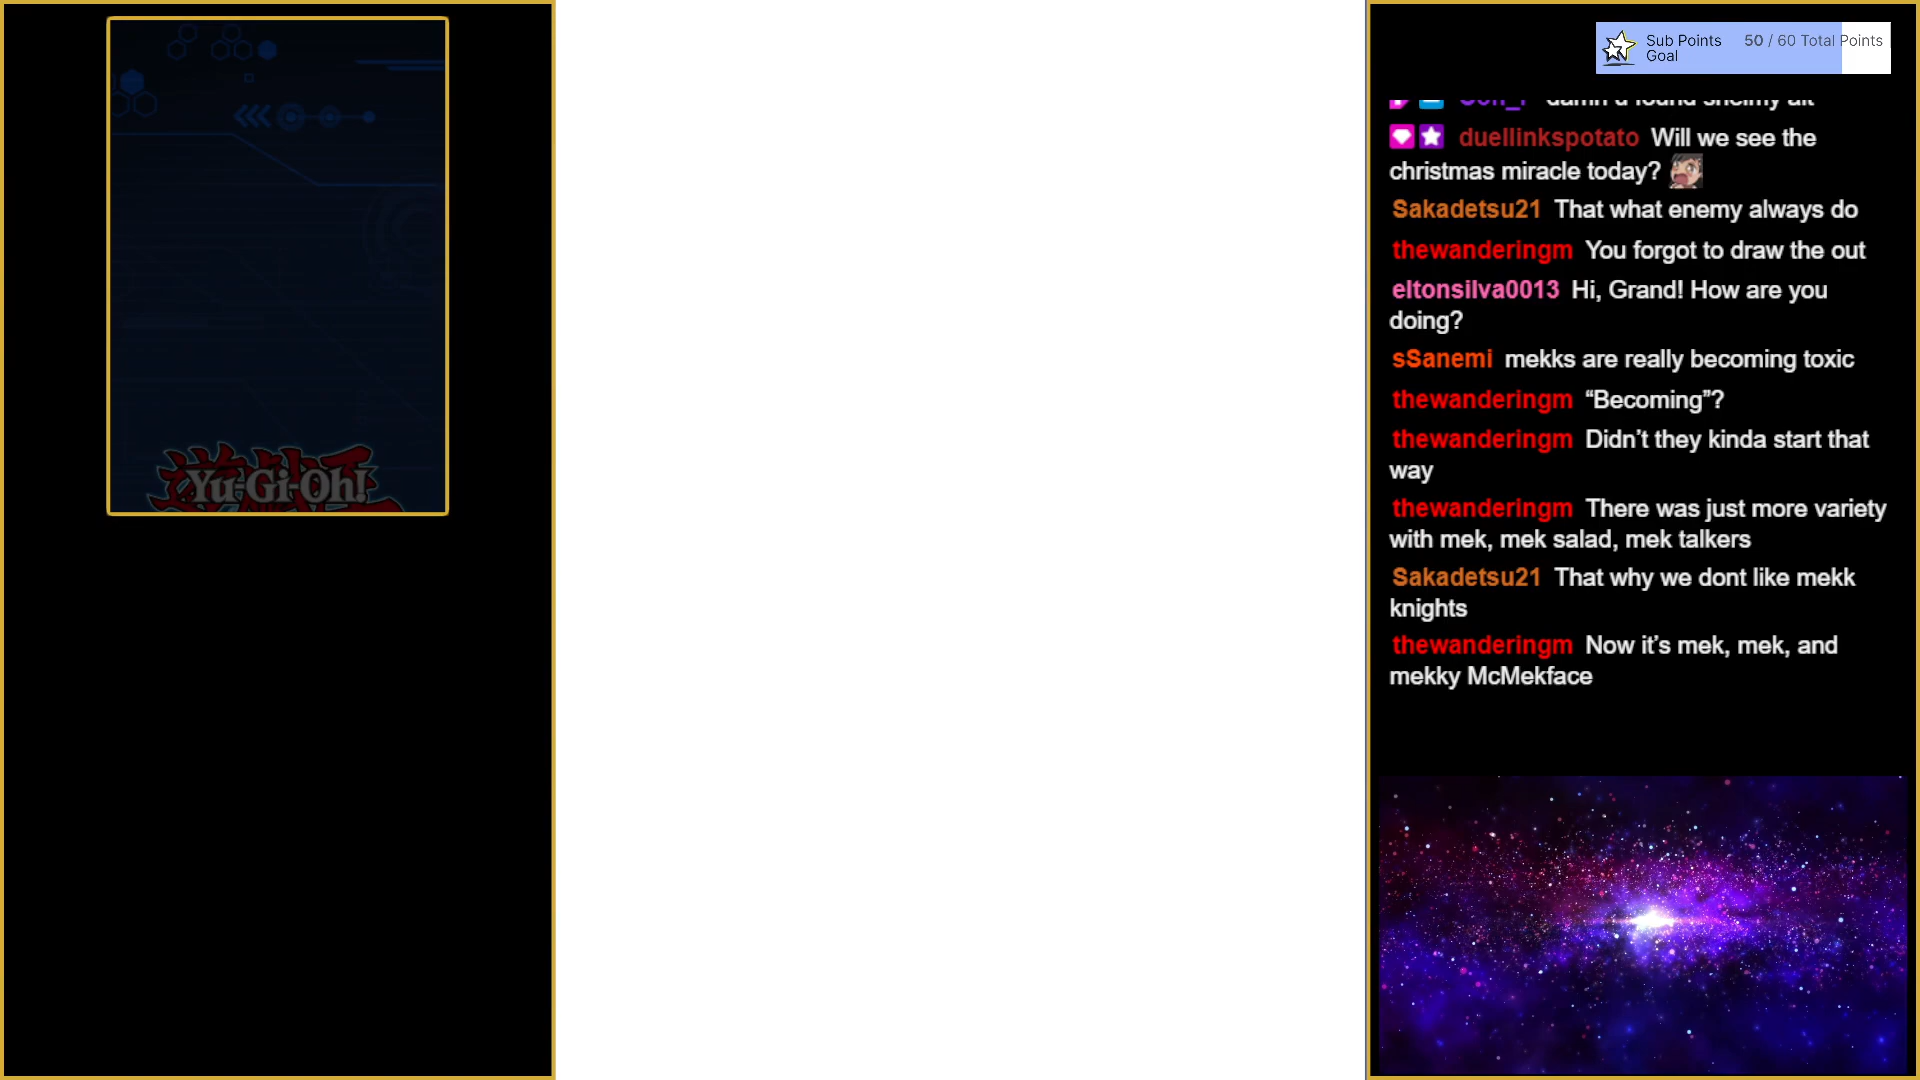 遊戯王
Yu-Gi-Oh!
Sub Points Goal
50 / 60 Total Points
duellinkspotato Will we see the
christmas miracle today?
Sakadetsu21 That what enemy always do
thewanderingm You forgot to draw the out
eltonsilva0013 Hi, Grand! How are you
doing?
sSanemi mekks are really becoming toxic
thewanderingm “Becoming”?
thewanderingm Didn’t they kinda start that
way
thewanderingm There was just more variety
with mek, mek salad, mek talkers
Sakadetsu21 That why we dont like mekk
knights
thewanderingm Now it’s mek, mek, and
mekky McMekface